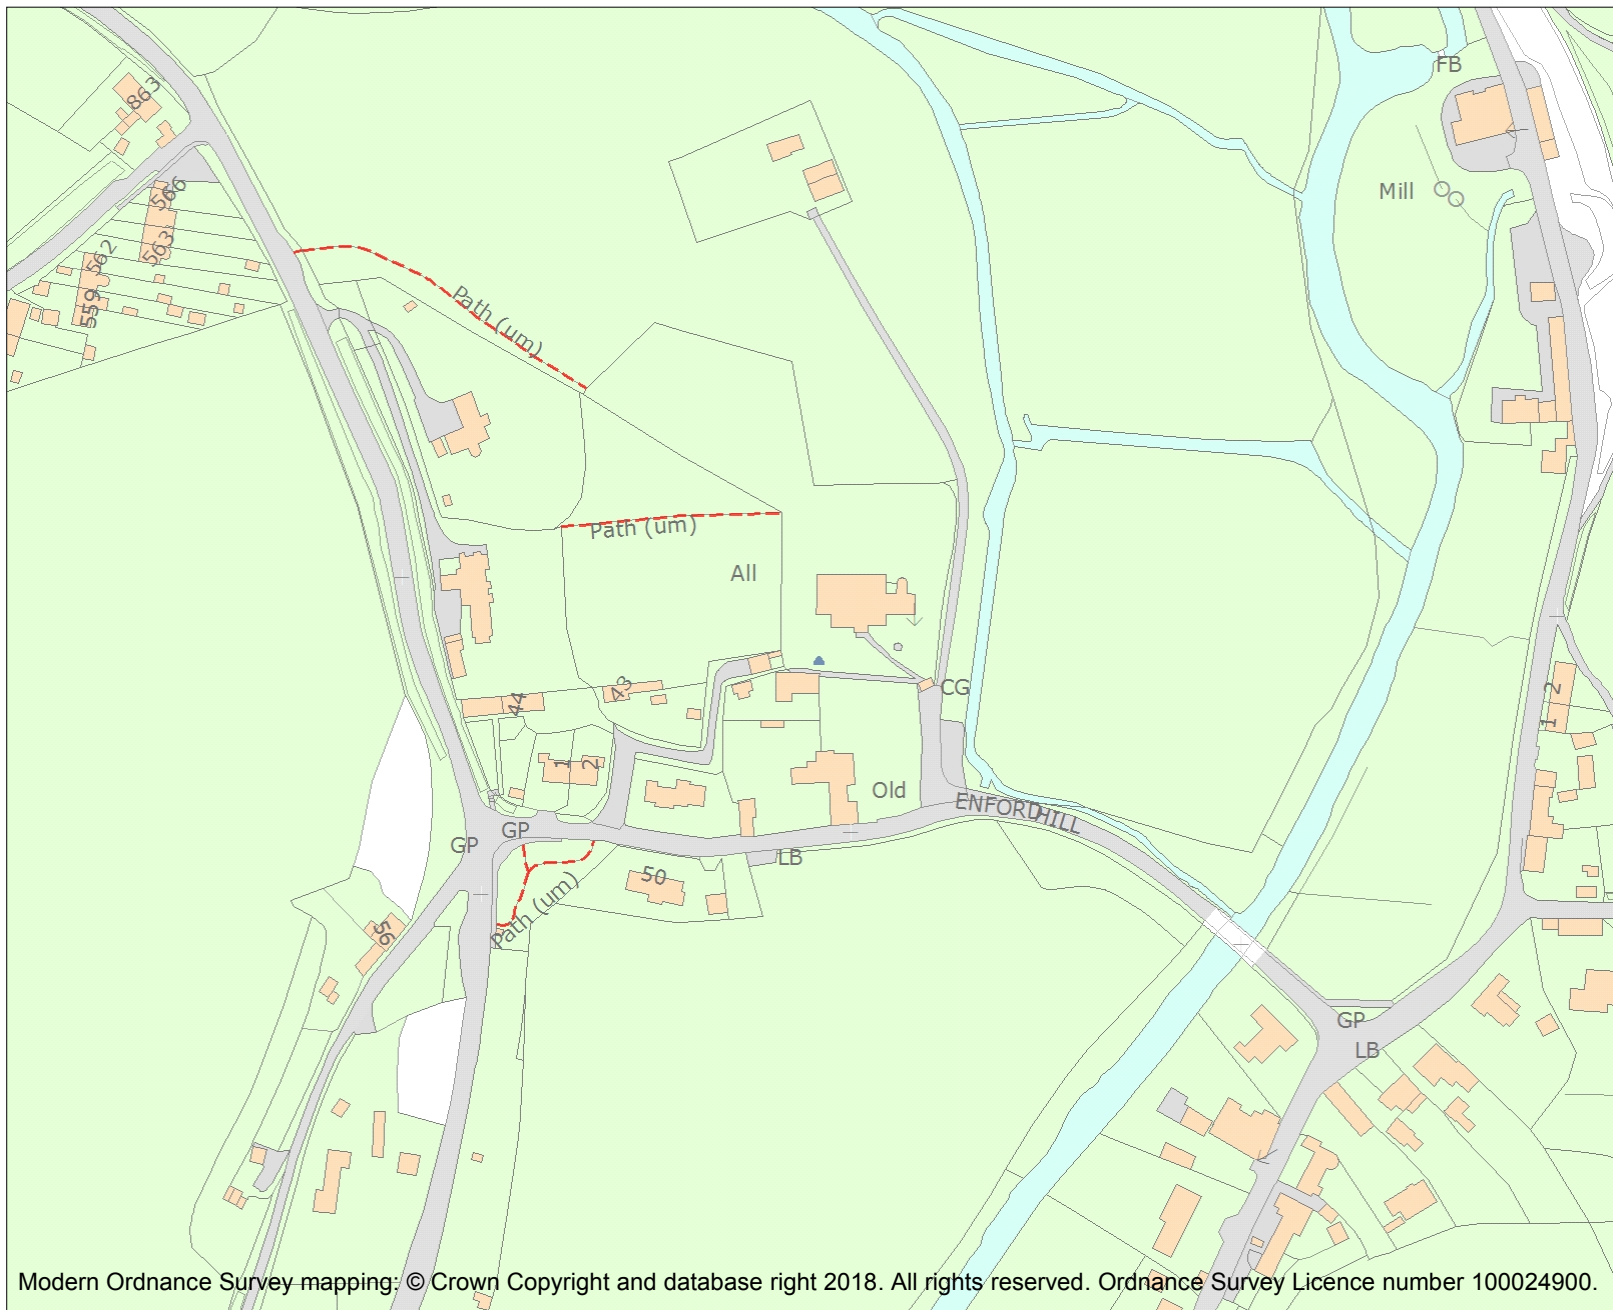 FB
863
Mill
566
563
562
559
Path (um)
Path (um)
All
CG
43
44
1 2
2
1
Old
ENFORDHILL
GP
GP
LB
50
Path (um)
56
GP
LB
Modern Ordnance Survey mapping: © Crown Copyright and database right 2018. All rights reserved. Ordnance Survey Licence number 100024900.